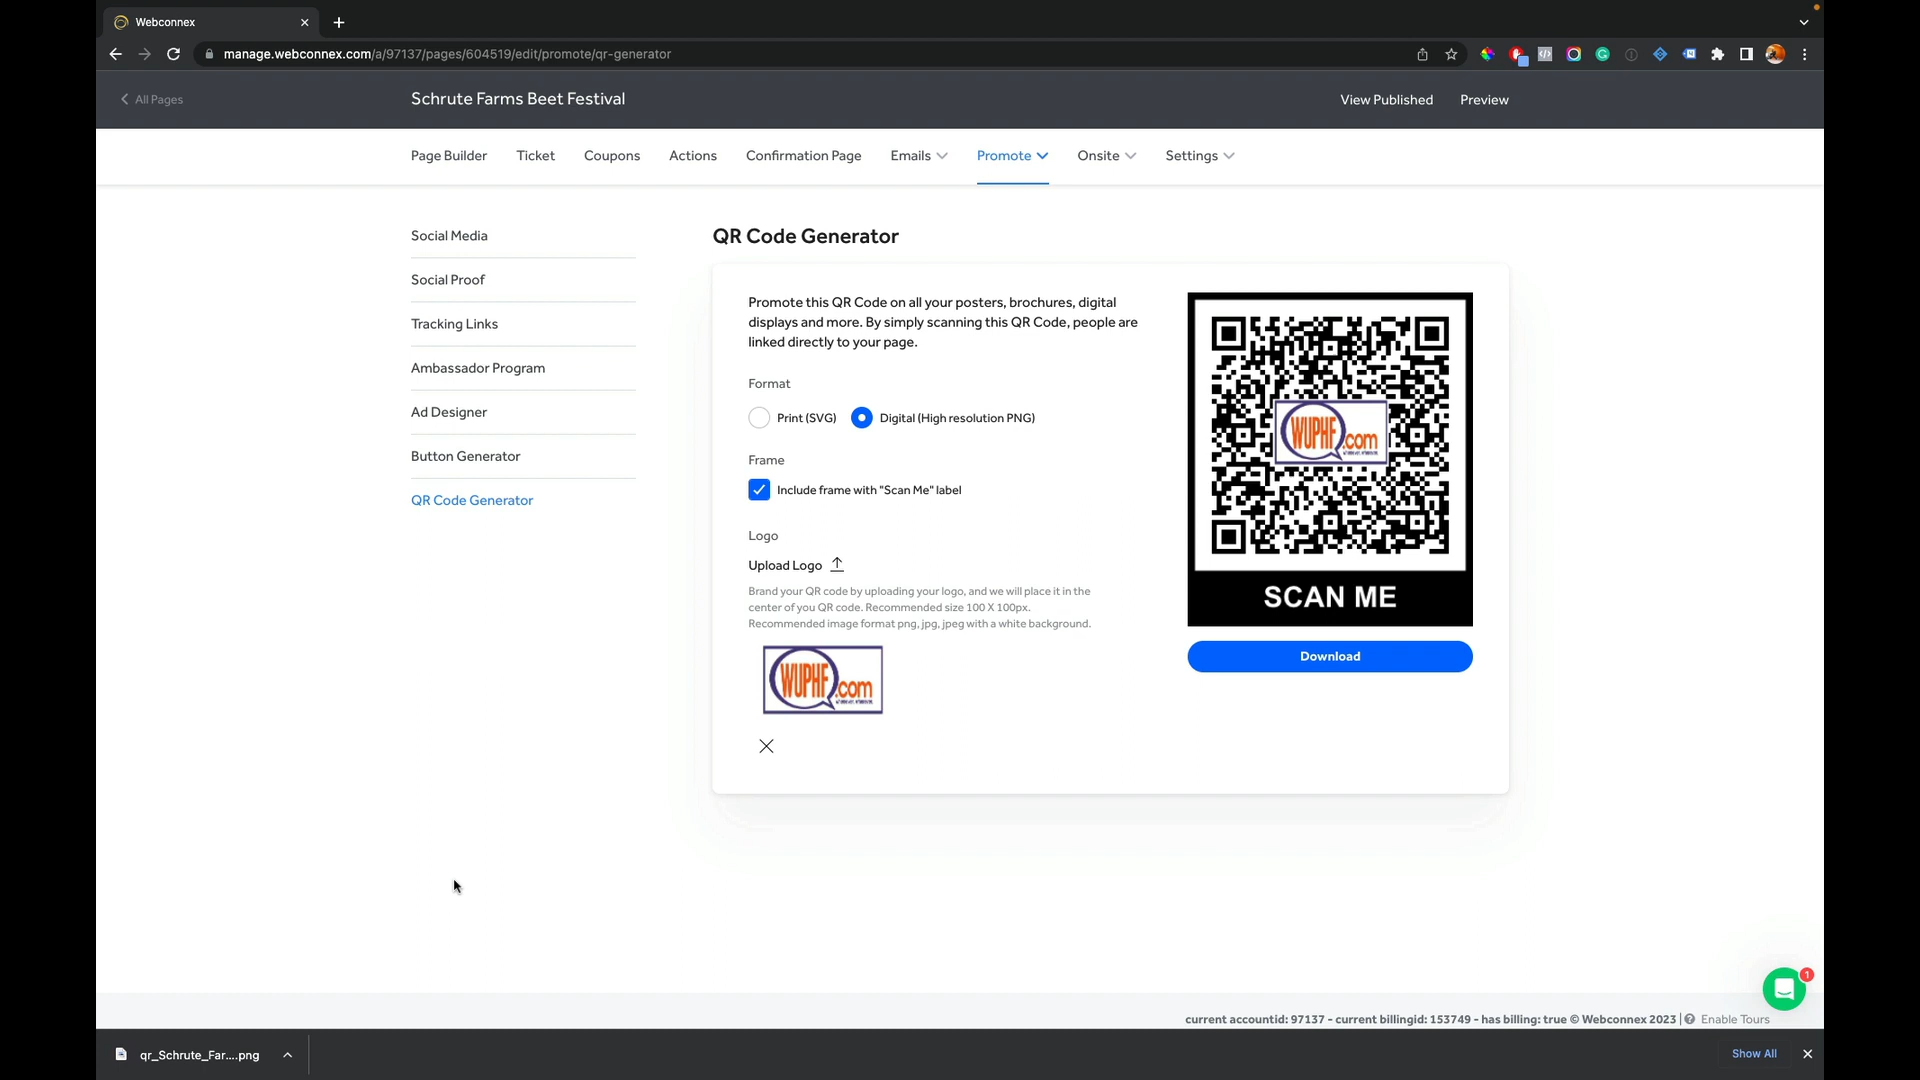 Webconnex
manage.webconnex.com/a/97137/pages/604519/edit/promote/qr-generator
All Pages
Schrute Farms Beet Festival
View Published
Preview
Page Builder
Ticket
Coupons
Actions
Confirmation Page
Emails
Promote
Onsite
Settings
Social Media
Social Proof
Tracking Links
Ambassador Program
Ad Designer
Button Generator
QR Code Generator
QR Code Generator
Promote this QR Code on all your posters, brochures, digital
displays and more. By simply scanning this QR Code, people are
linked directly to your page.
Format
Print (SVG)
Digital (High resolution PNG)
Frame
Include frame with "Scan Me" label
Logo
Upload Logo
Brand your QR code by uploading your logo, and we will place it in the
center of you QR code. Recommended size 100 X 100px.
Recommended image format png, jpg, jpeg with a white background.
WUPHF.com
WUPHF.com
SCAN ME
Download
1
current accountid: 97137 - current billingid: 153749 - has billing: true © Webconnex 2023 | Enable Tours
qr_Schrute_Far....png
Show All